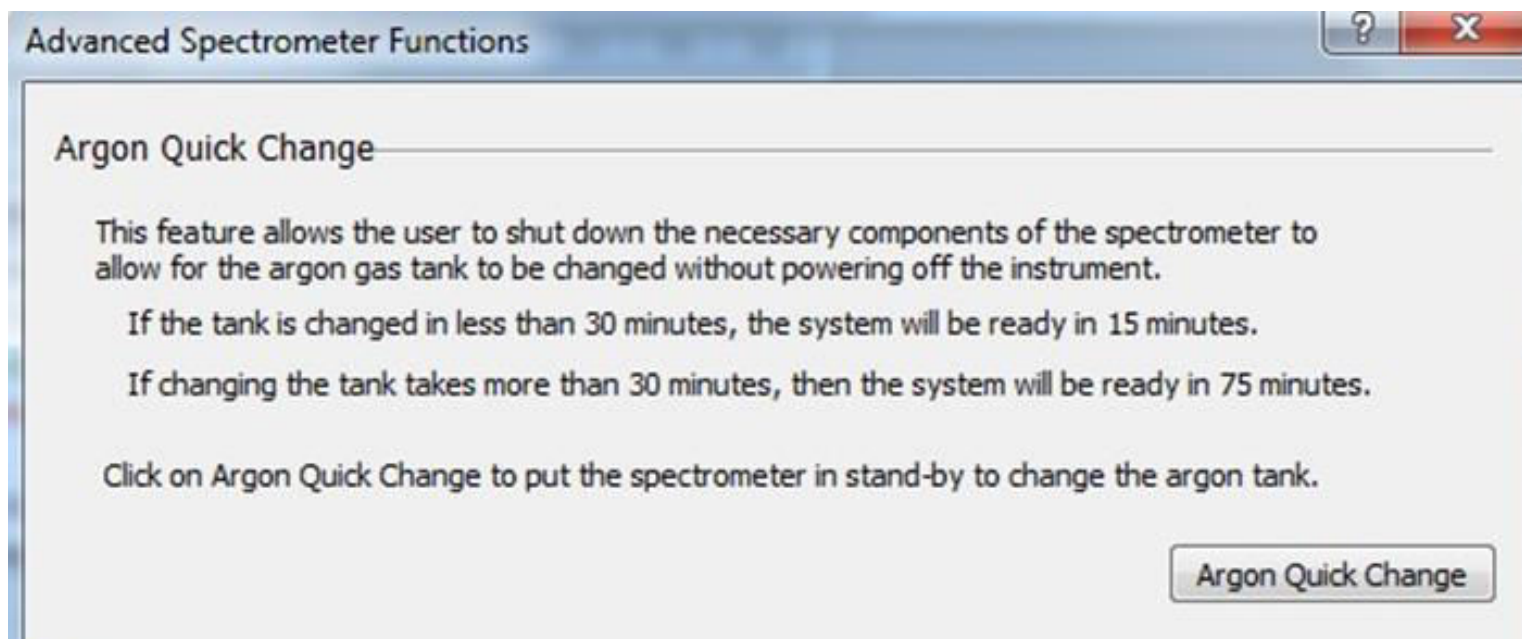 Advanced Spectrometer Functions
?
X
Argon Quick Change
This feature allows the user to shut down the necessary components of the spectrometer to
allow for the argon gas tank to be changed without powering off the instrument.
If the tank is changed in less than 30 minutes, the system will be ready in 15 minutes.
If changing the tank takes more than 30 minutes, then the system will be ready in 75 minutes.
Click on Argon Quick Change to put the spectrometer in stand-by to change the argon tank.
Argon Quick Change